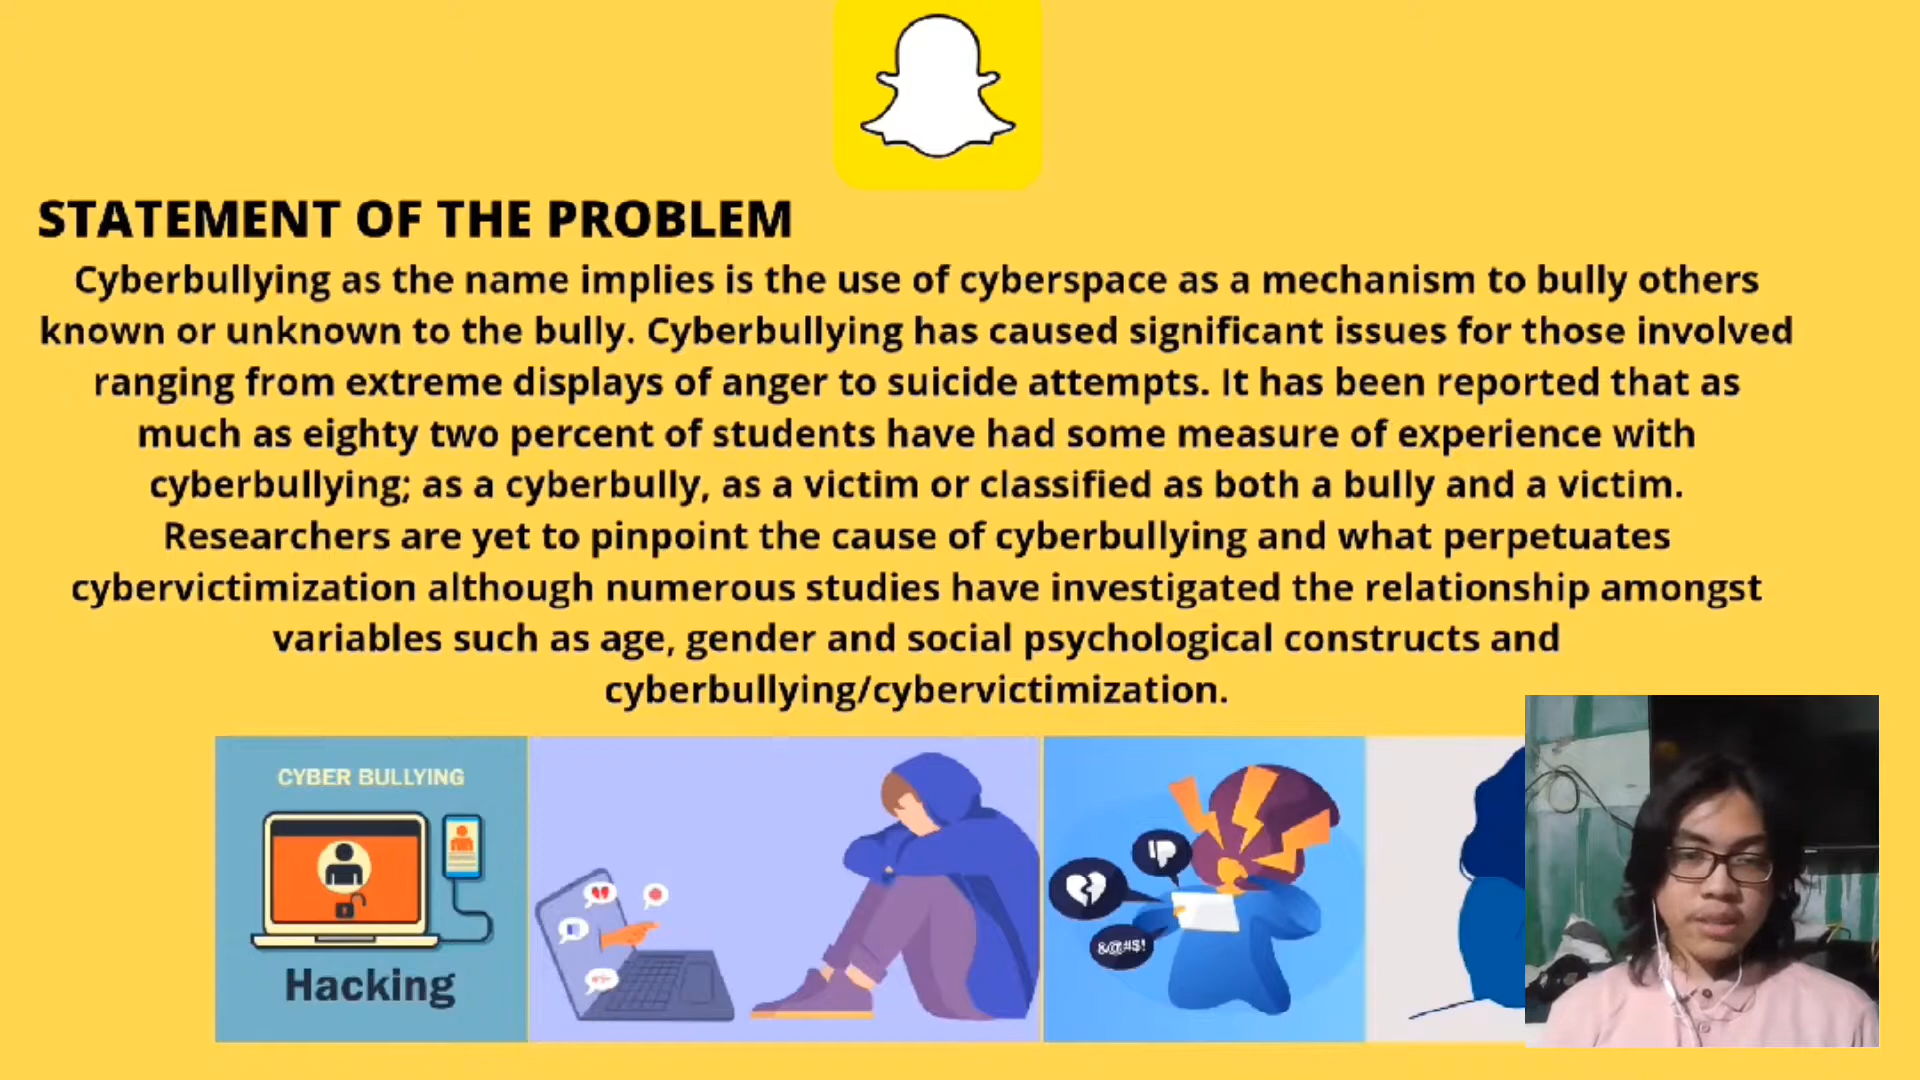 STATEMENT OF THE PROBLEM
Cyberbullying as the name implies is the use of cyberspace as a mechanism to bully others
known or unknown to the bully. Cyberbullying has caused significant issues for those involved
ranging from extreme displays of anger to suicide attempts. It has been reported that as
much as eighty two percent of students have had some measure of experience with
cyberbullying; as a cyberbully, as a victim or classified as both a bully and a victim.
Researchers are yet to pinpoint the cause of cyberbullying and what perpetuates
cybervictimization although numerous studies have investigated the relationship amongst
variables such as age, gender and social psychological constructs and
cyberbullying/cybervictimization.
CYBER BULLYING
Hacking
&@#$!